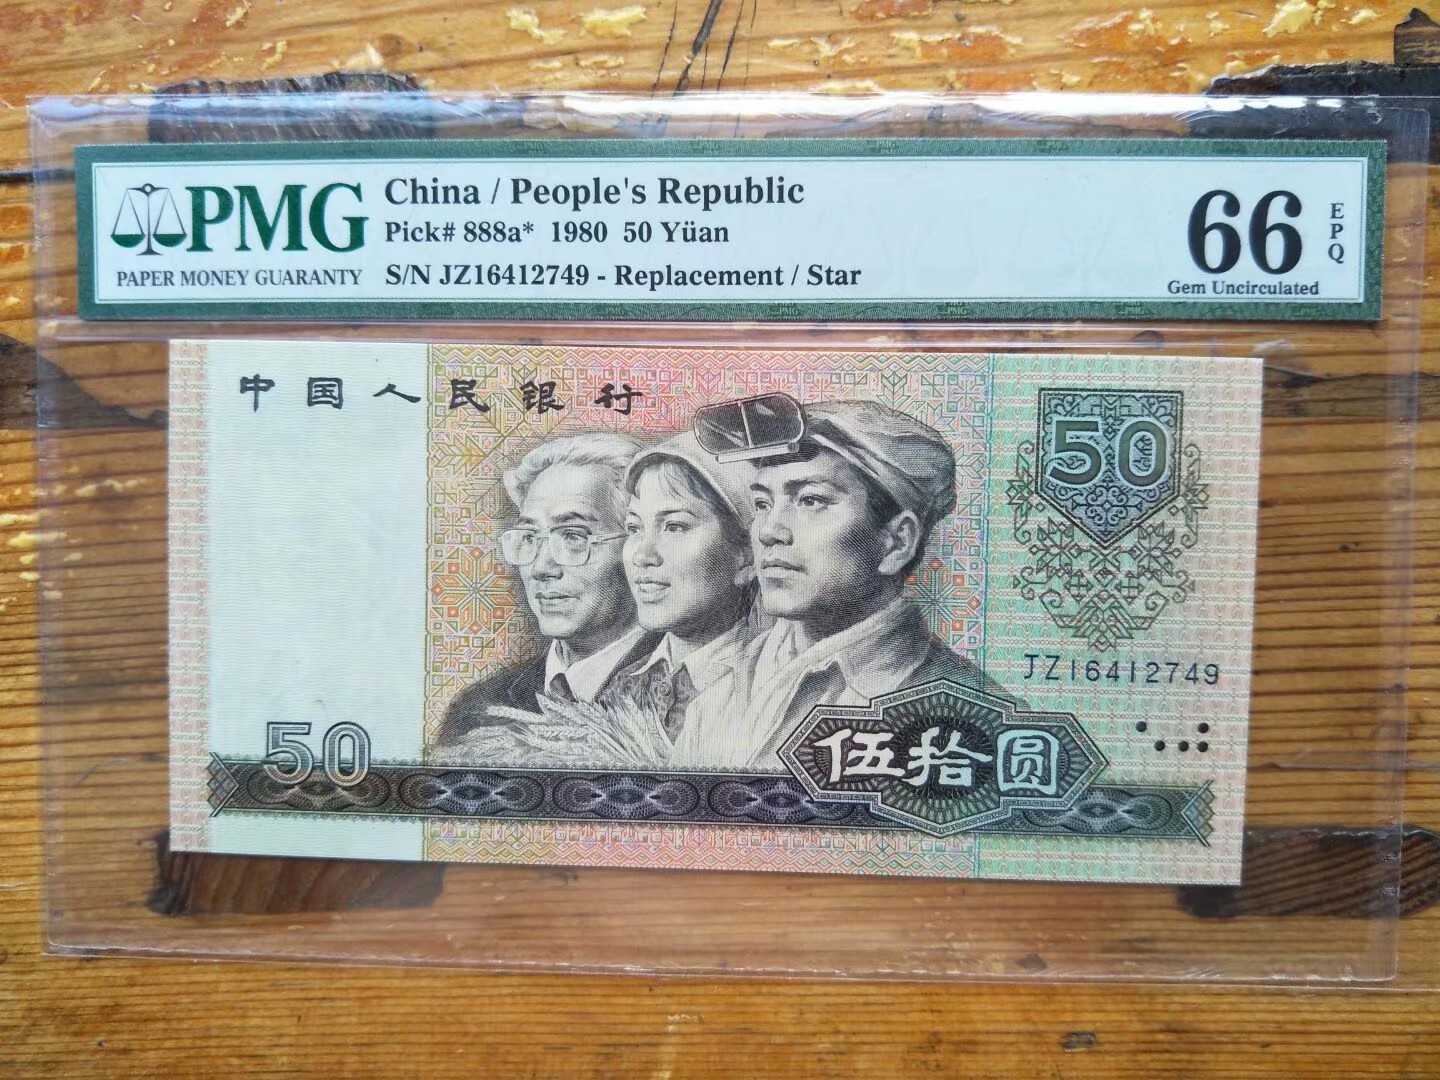 PMG
PAPER MONEY GUARANTY
China / People's Republic
Pick# 888a* 1980 50 Yüan
S/N JZ16412749 - Replacement / Star
66
EPQ
Gem Uncirculated
中国人民银行
50
JZ16412749
50
伍拾圆